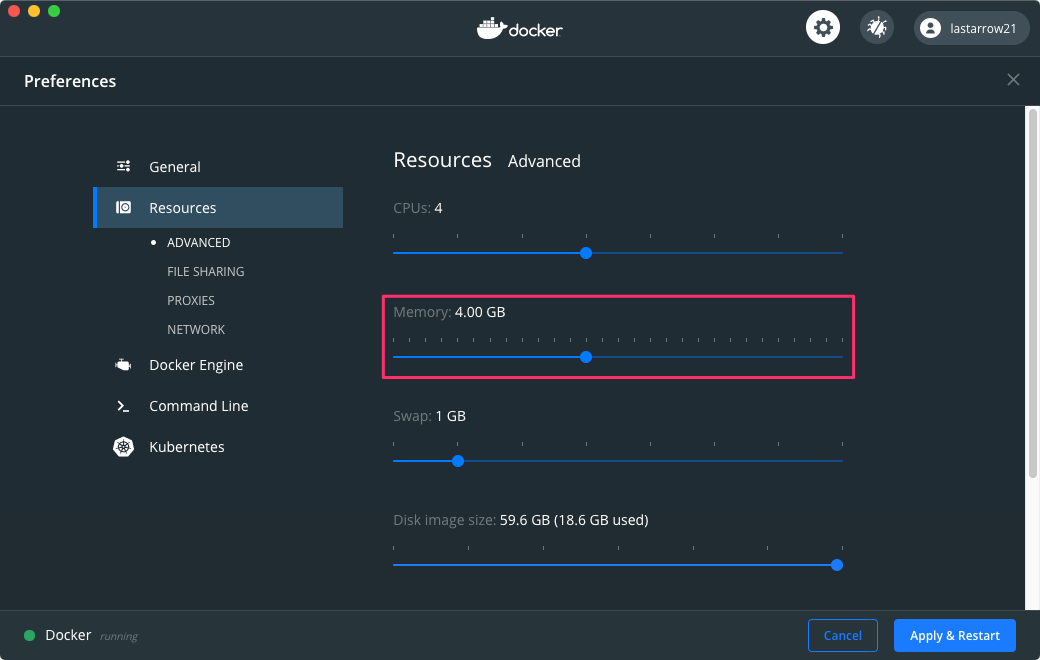 docker
lastarrow21
Preferences
General
Resources
ADVANCED
FILE SHARING
PROXIES
NETWORK
Docker Engine
Command Line
Kubernetes
Resources Advanced
CPUs: 4
Memory: 4.00 GB
Swap: 1 GB
Disk image size: 59.6 GB (18.6 GB used)
Docker running
Cancel
Apply & Restart